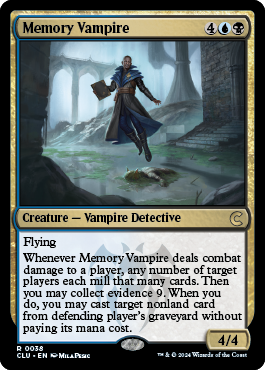 Memory Vampire 4
Creature — Vampire Detective
Flying
Whenever Memory Vampire deals combat
damage to a player, any number of target
players each mill that many cards. Then
you may collect evidence 9. When you
do, you may cast target nonland card
from defending player's graveyard without
paying its mana cost.
R 0038
CLU • EN MILA PESIC
4/4
™ & © 2024 Wizards of the Coast